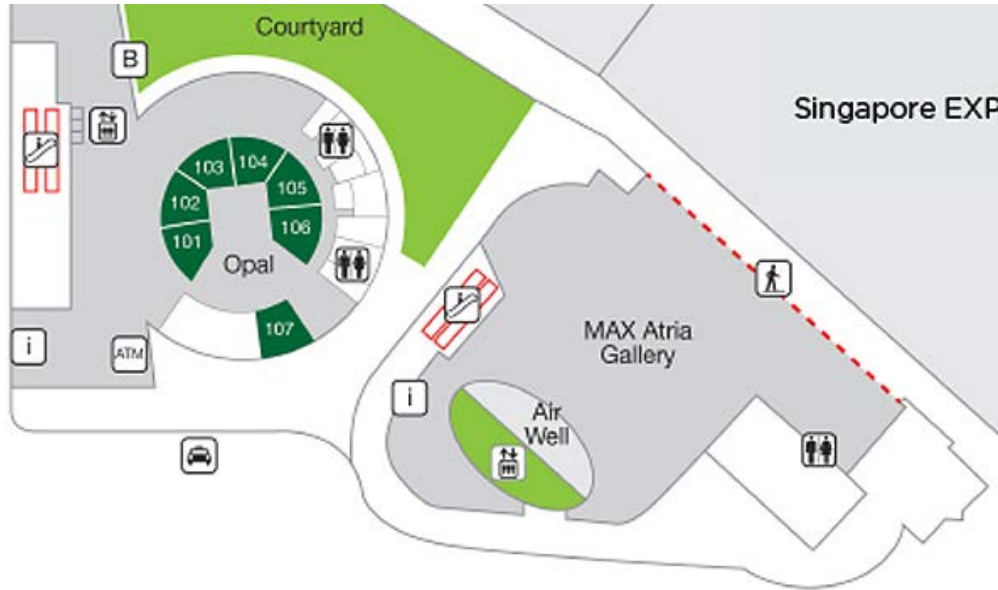 Courtyard
B
Singapore EXP
103
104
102
105
101
106
Opal
107
i
ATM
MAX Atria
Gallery
i
Air
Well